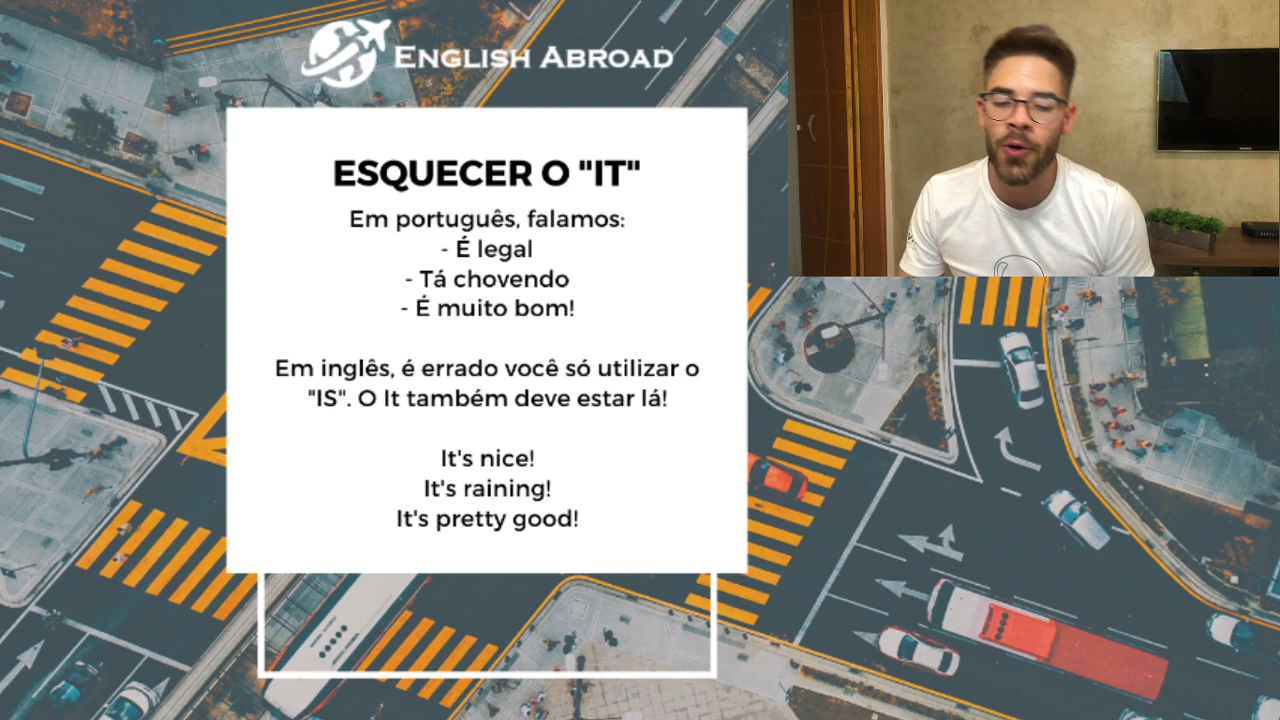 ENGLISH ABROAD
ESQUECER O "IT"
Em português, falamos:
- É legal
- Tá chovendo
- É muito bom!
Em inglês, é errado você só utilizar o
"IS". O It também deve estar lá!
It's nice!
It's raining!
It's pretty good!